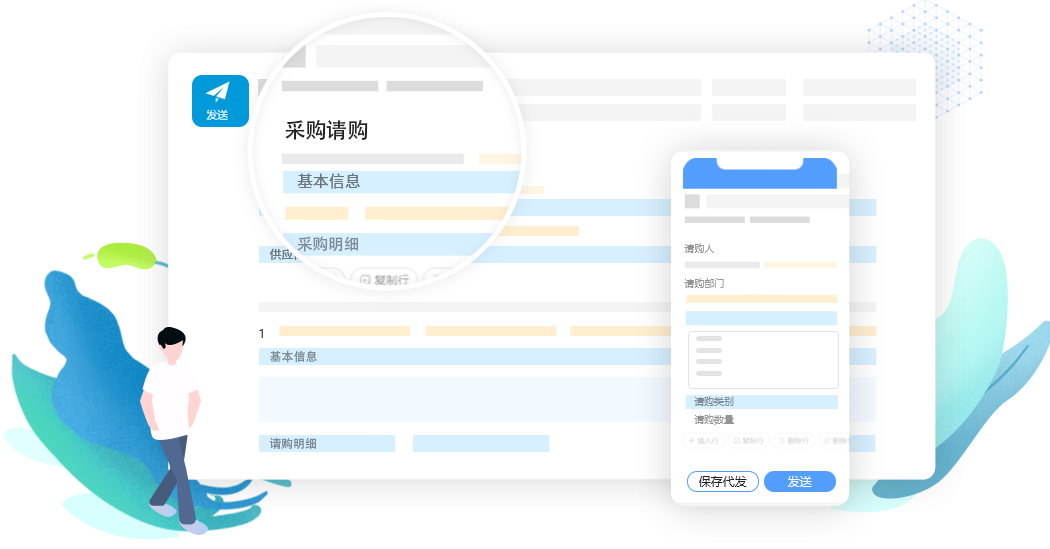 发送
采购请购
基本信息
采购明细
供应
复制行
1
基本信息
请购明细
请购人
请购部门
请购类别
请购数量
插入行
复制行
删除行
删除
保存代发
发送